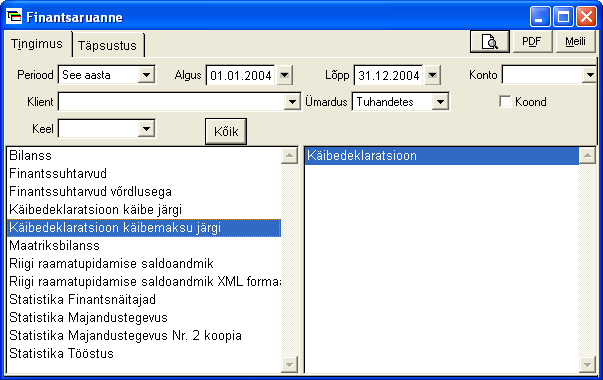 Finantsaruanne
Tingimus Täpsustus PDF Meili
Periood See aasta Algus 01.01.2004 Lõpp 31.12.2004 Konto
Klient Ümardus Tuhandetes Koond
Keel Kõik
Bilanss
Finantssuhtarvud
Finantssuhtarvud võrdlusega
Käibedeklaratsioon käibe järgi
Käibedeklaratsioon käibemaksu järgi
Maatriksbilanss
Riigi raamatupidamise saldoandmik
Riigi raamatupidamise saldoandmik XML formaa
Statistika Finantsnäitajad
Statistika Majandustegevus
Statistika Majandustegevus Nr. 2 koopia
Statistika Tööstus
Käibedeklaratsioon